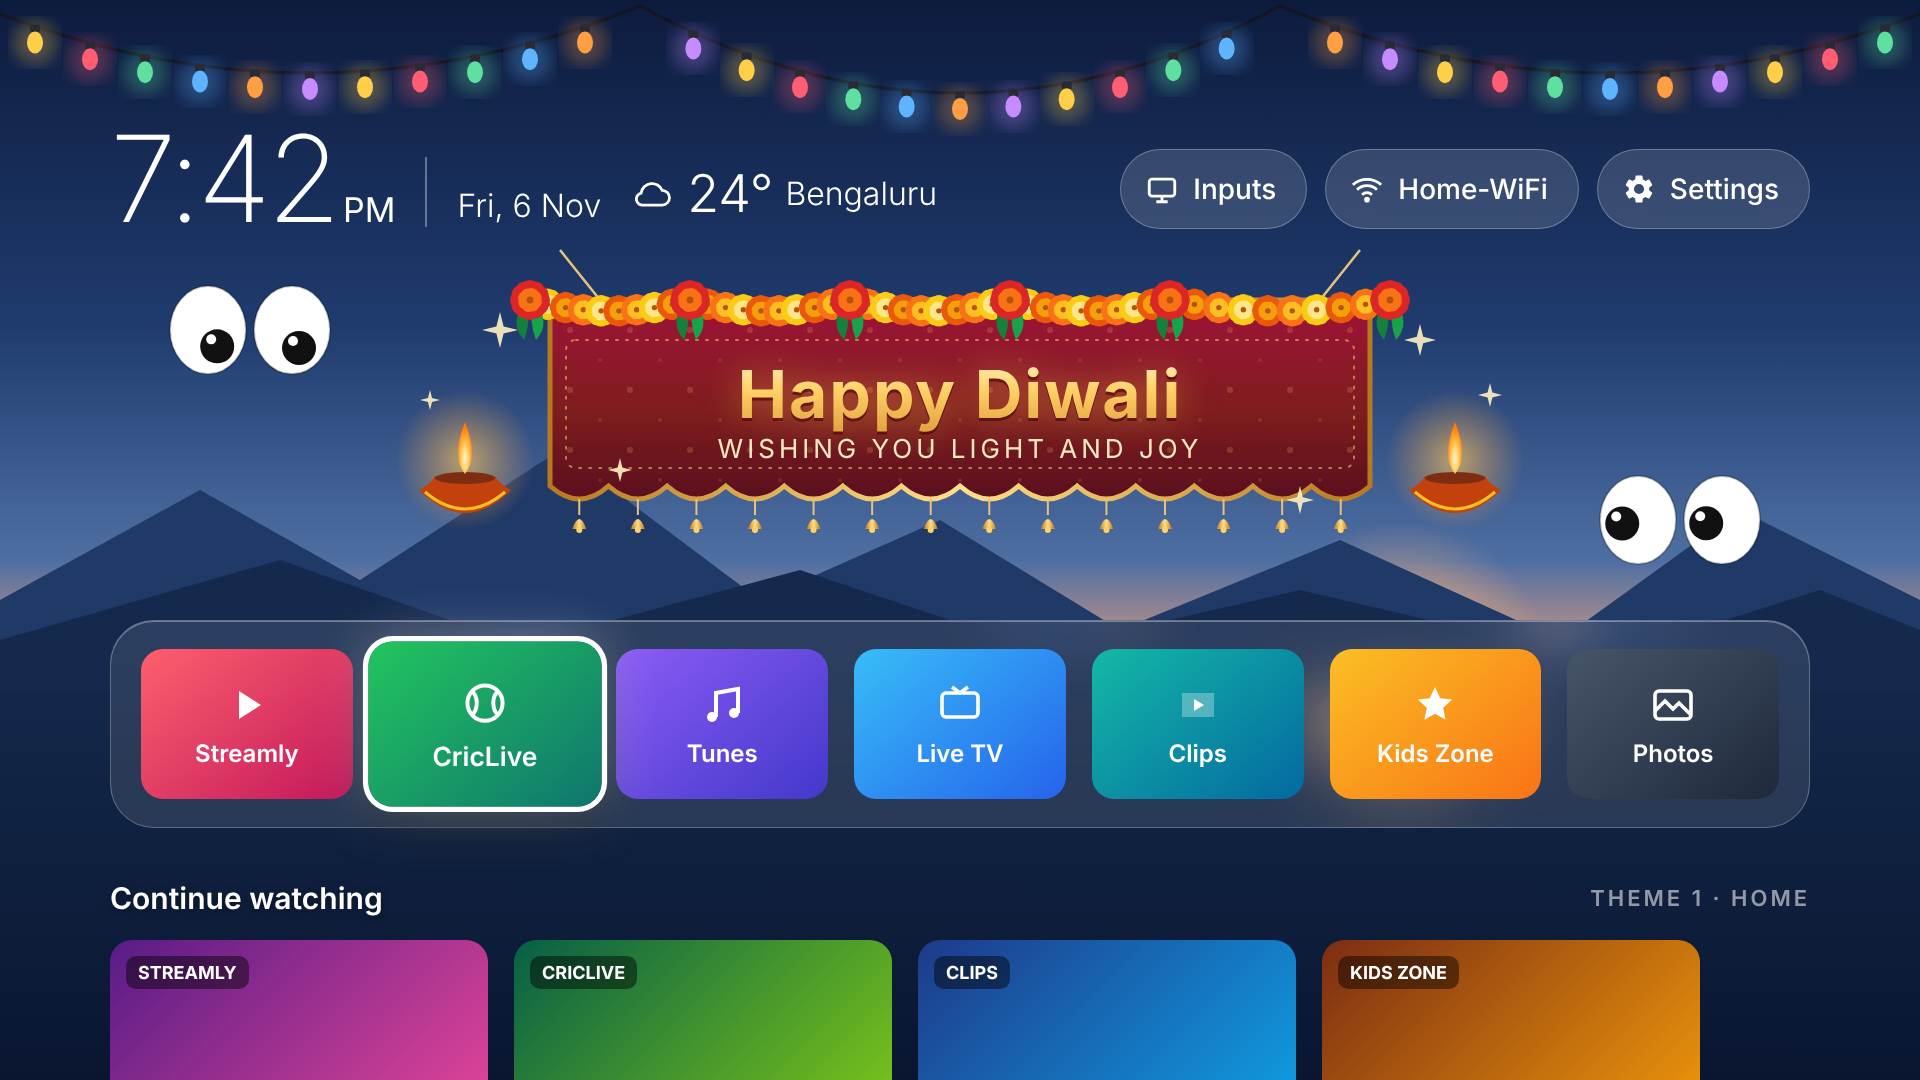 7:42 PM
Fri, 6 Nov
24° Bengaluru
Inputs
Home-WiFi
Settings
Happy Diwali
WISHING YOU LIGHT AND JOY
Streamly
CricLive
Tunes
Live TV
Clips
Kids Zone
Photos
Continue watching
THEME 1 · HOME
STREAMLY
CRICLIVE
CLIPS
KIDS ZONE